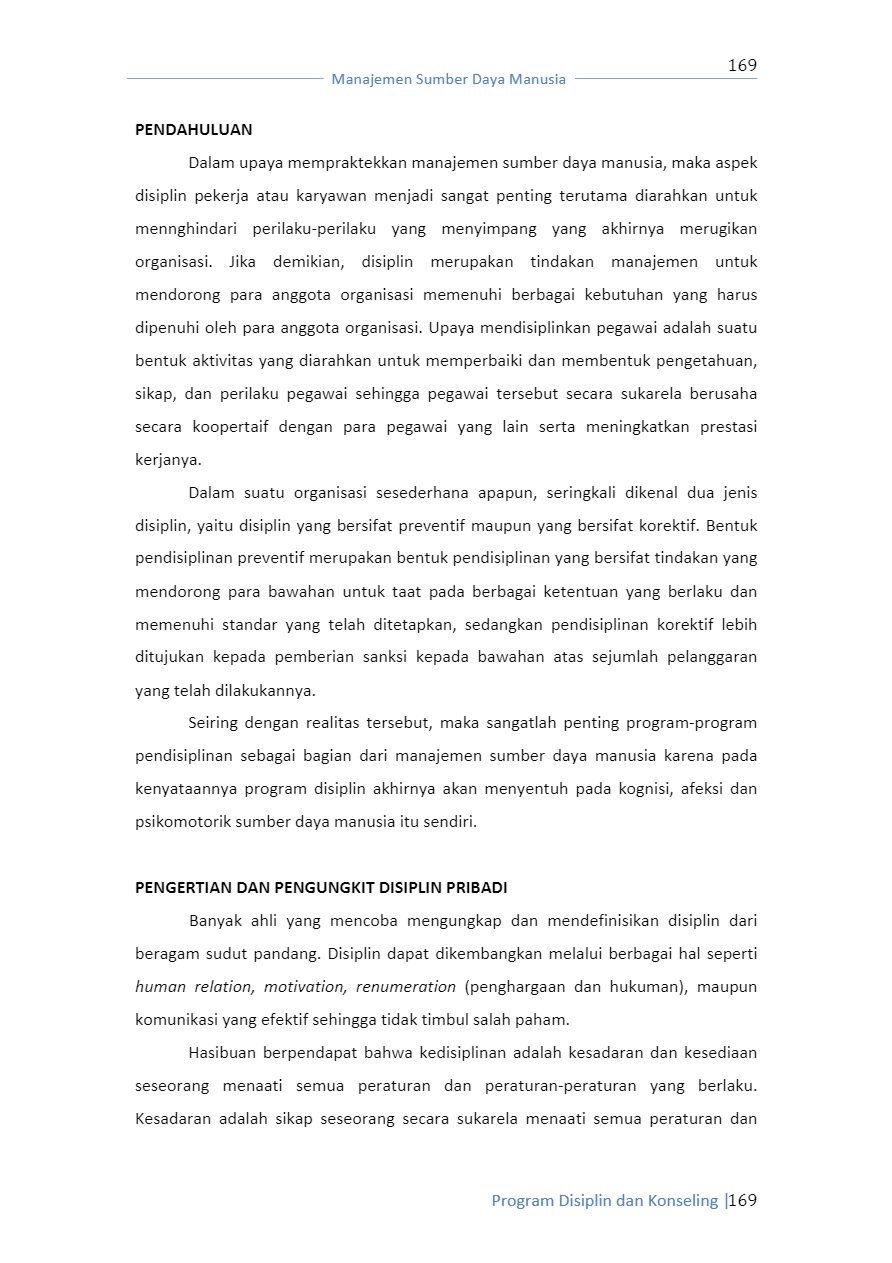 169
Manajemen Sumber Daya Manusia
PENDAHULUAN
Dalam upaya mempraktekkan manajemen sumber daya manusia, maka aspek
disiplin pekerja atau karyawan menjadi sangat penting terutama diarahkan untuk
mennghindari perilaku-perilaku yang menyimpang yang akhirnya merugikan
organisasi. Jika demikian, disiplin merupakan tindakan manajemen untuk
mendorong para anggota organisasi memenuhi berbagai kebutuhan yang harus
dipenuhi oleh para anggota organisasi. Upaya mendisiplinkan pegawai adalah suatu
bentuk aktivitas yang diarahkan untuk memperbaiki dan membentuk pengetahuan,
sikap, dan perilaku pegawai sehingga pegawai tersebut secara sukarela berusaha
secara koopertaif dengan para pegawai yang lain serta meningkatkan prestasi
kerjanya.
Dalam suatu organisasi sesederhana apapun, seringkali dikenal dua jenis
disiplin, yaitu disiplin yang bersifat preventif maupun yang bersifat korektif. Bentuk
pendisiplinan preventif merupakan bentuk pendisiplinan yang bersifat tindakan yang
mendorong para bawahan untuk taat pada berbagai ketentuan yang berlaku dan
memenuhi standar yang telah ditetapkan, sedangkan pendisiplinan korektif lebih
ditujukan kepada pemberian sanksi kepada bawahan atas sejumlah pelanggaran
yang telah dilakukannya.
Seiring dengan realitas tersebut, maka sangatlah penting program-program
pendisiplinan sebagai bagian dari manajemen sumber daya manusia karena pada
kenyataannya program disiplin akhirnya akan menyentuh pada kognisi, afeksi dan
psikomotorik sumber daya manusia itu sendiri.
PENGERTIAN DAN PENGUNGKIT DISIPLIN PRIBADI
Banyak ahli yang mencoba mengungkap dan mendefinisikan disiplin dari
beragam sudut pandang. Disiplin dapat dikembangkan melalui berbagai hal seperti
human relation, motivation, renumeration (penghargaan dan hukuman), maupun
komunikasi yang efektif sehingga tidak timbul salah paham.
Hasibuan berpendapat bahwa kedisiplinan adalah kesadaran dan kesediaan
seseorang menaati semua peraturan dan peraturan-peraturan yang berlaku.
Kesadaran adalah sikap seseorang secara sukarela menaati semua peraturan dan
Program Disiplin dan Konseling |169